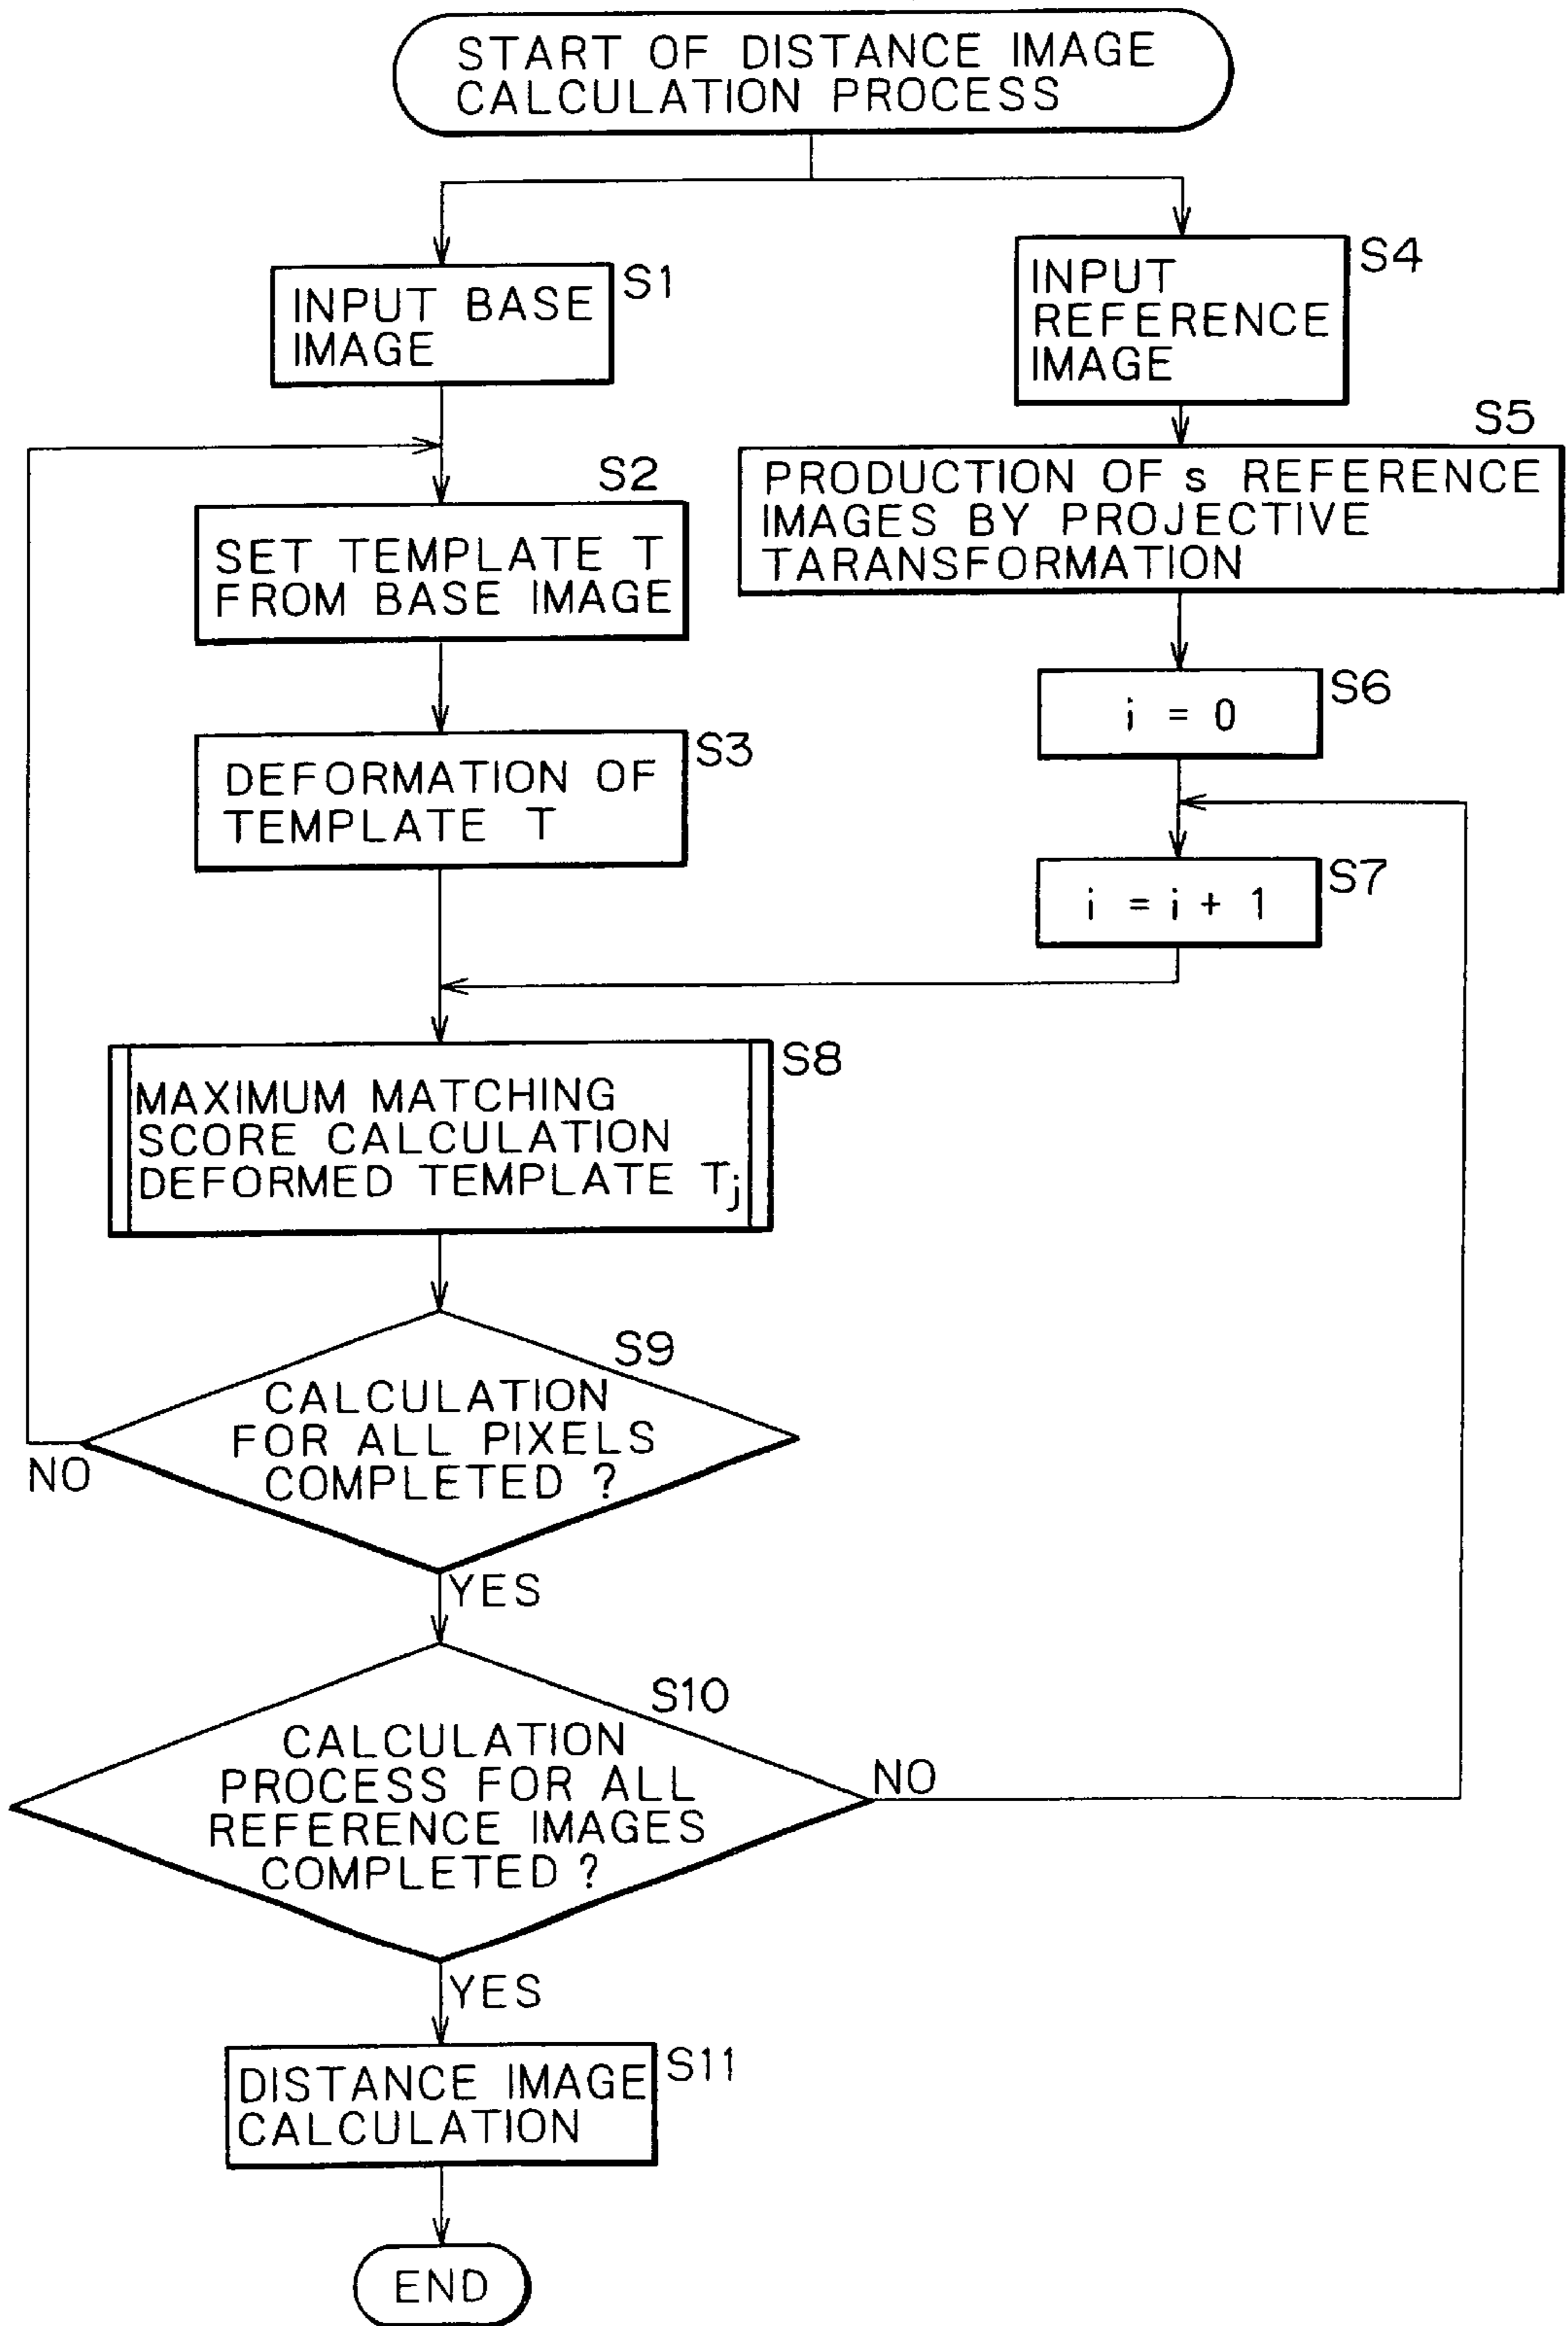 START OF DISTANCE IMAGE
CALCULATION PROCESS
INPUT BASE
IMAGE
S1
INPUT
REFERENCE
IMAGE
S4
S2
SET TEMPLATE T
FROM BASE IMAGE
S5
PRODUCTION OF s REFERENCE
IMAGES BY PROJECTIVE
TARANSFORMATION
S3
DEFORMATION OF
TEMPLATE T
S6
i = 0
S7
i = i + 1
S8
MAXIMUM MATCHING
SCORE CALCULATION
DEFORMED TEMPLATE Tj
S9
CALCULATION
FOR ALL PIXELS
COMPLETED ?
NO
YES
S10
CALCULATION
PROCESS FOR ALL
REFERENCE IMAGES
COMPLETED ?
NO
YES
S11
DISTANCE IMAGE
CALCULATION
END